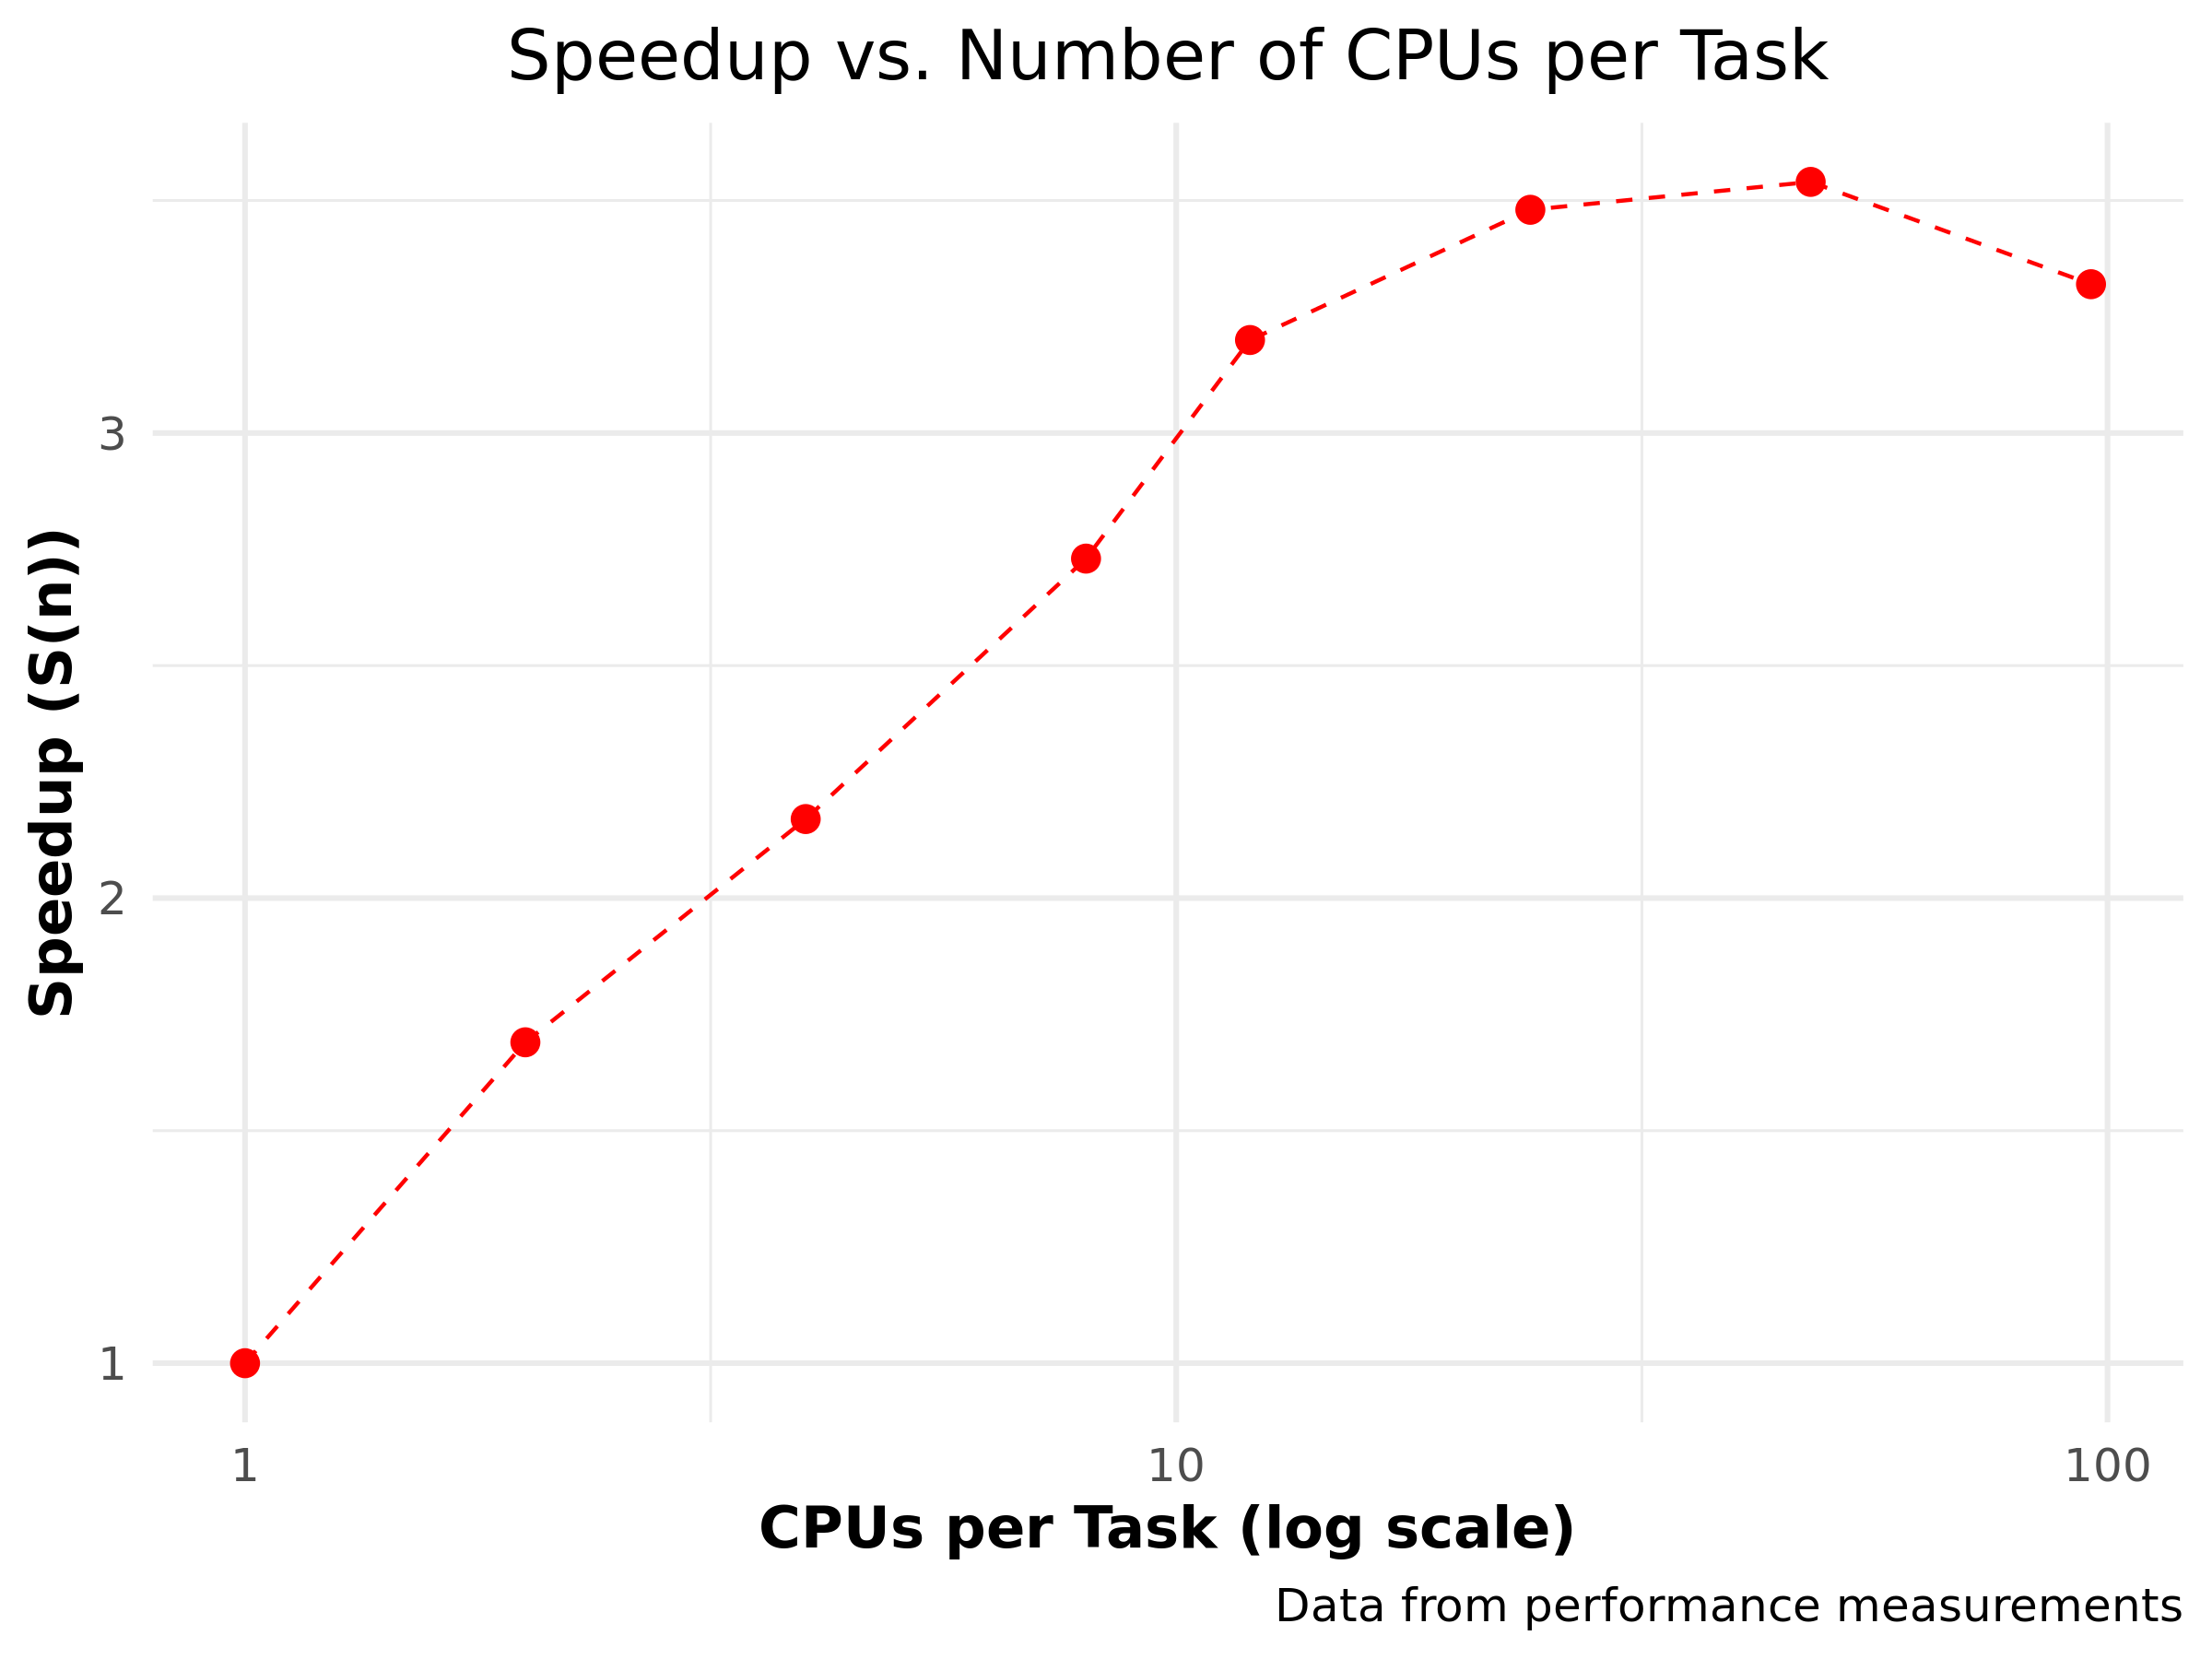 Speedup vs. Number of CPUs per Task
Speedup (S(n))
3
2
1
1 10 100
CPUs per Task (log scale)
Data from performance measurements